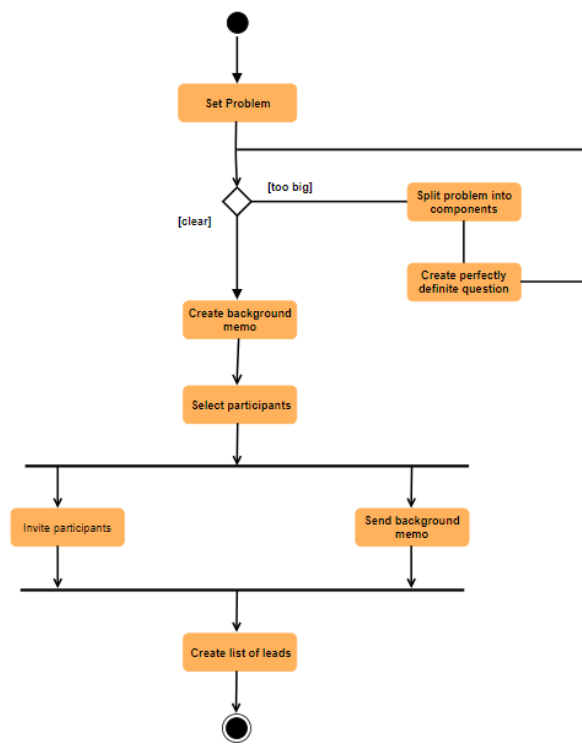 Set Problem
[too big]
Split problem into
components
[clear]
Create perfectly
definite question
Create background
memo
Select participants
Invite participants
Send background
memo
Create list of leads